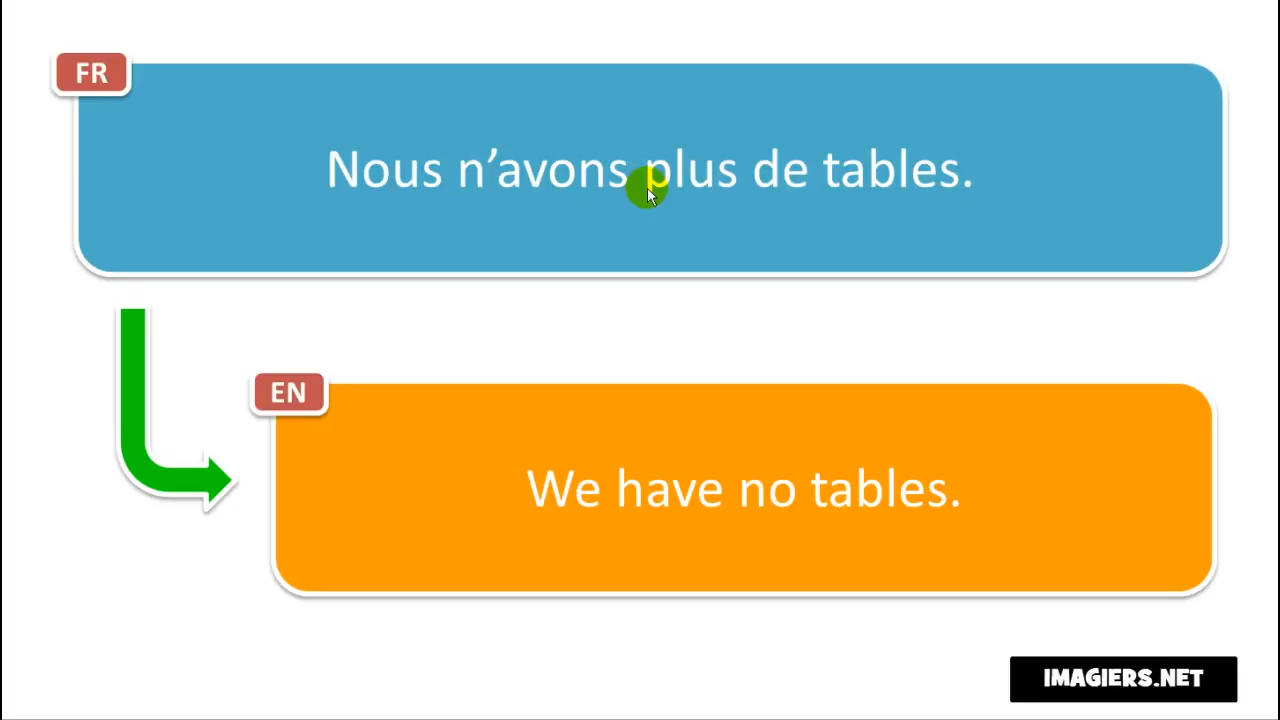 FR
Nous n’avons plus de tables.
EN
We have no tables.
IMAGIERS.NET